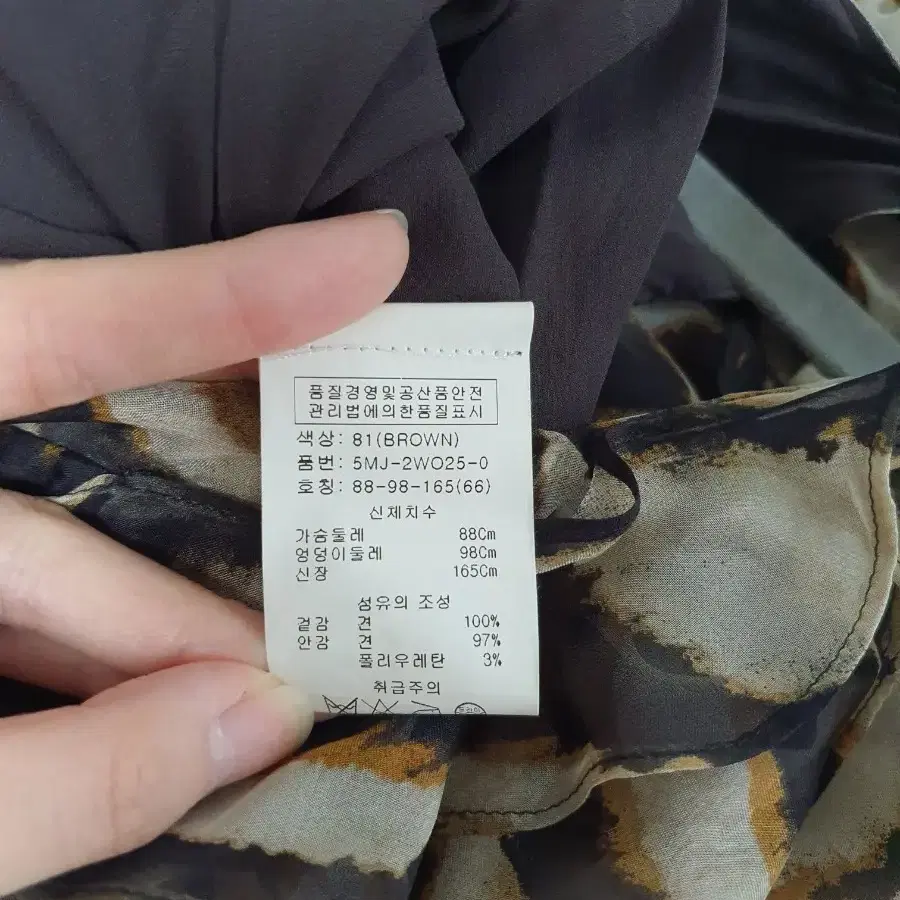 품질경영및공산품안전
관리법에의한품질표시
색상: 81(BROWN)
품번: 5MJ-2WO25-0
호칭: 88-98-165(66)
신체치수
가슴둘레 88Cm
엉덩이둘레 98Cm
신장 165Cm
섬유의 조성
겉감 견 100%
안감 견 97%
폴리우레탄 3%
취급주의